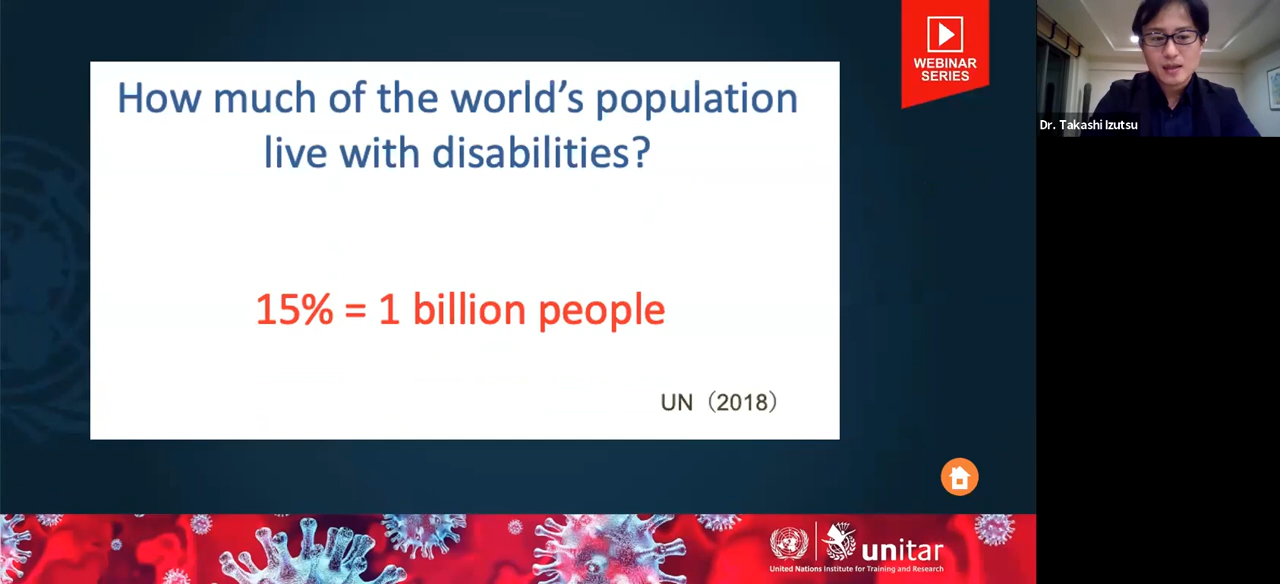 How much of the world’s population
live with disabilities?
15% = 1 billion people
UN（2018）
WEBINAR
SERIES
Dr. Takashi Izutsu
unitar
United Nations Institute for Training and Research